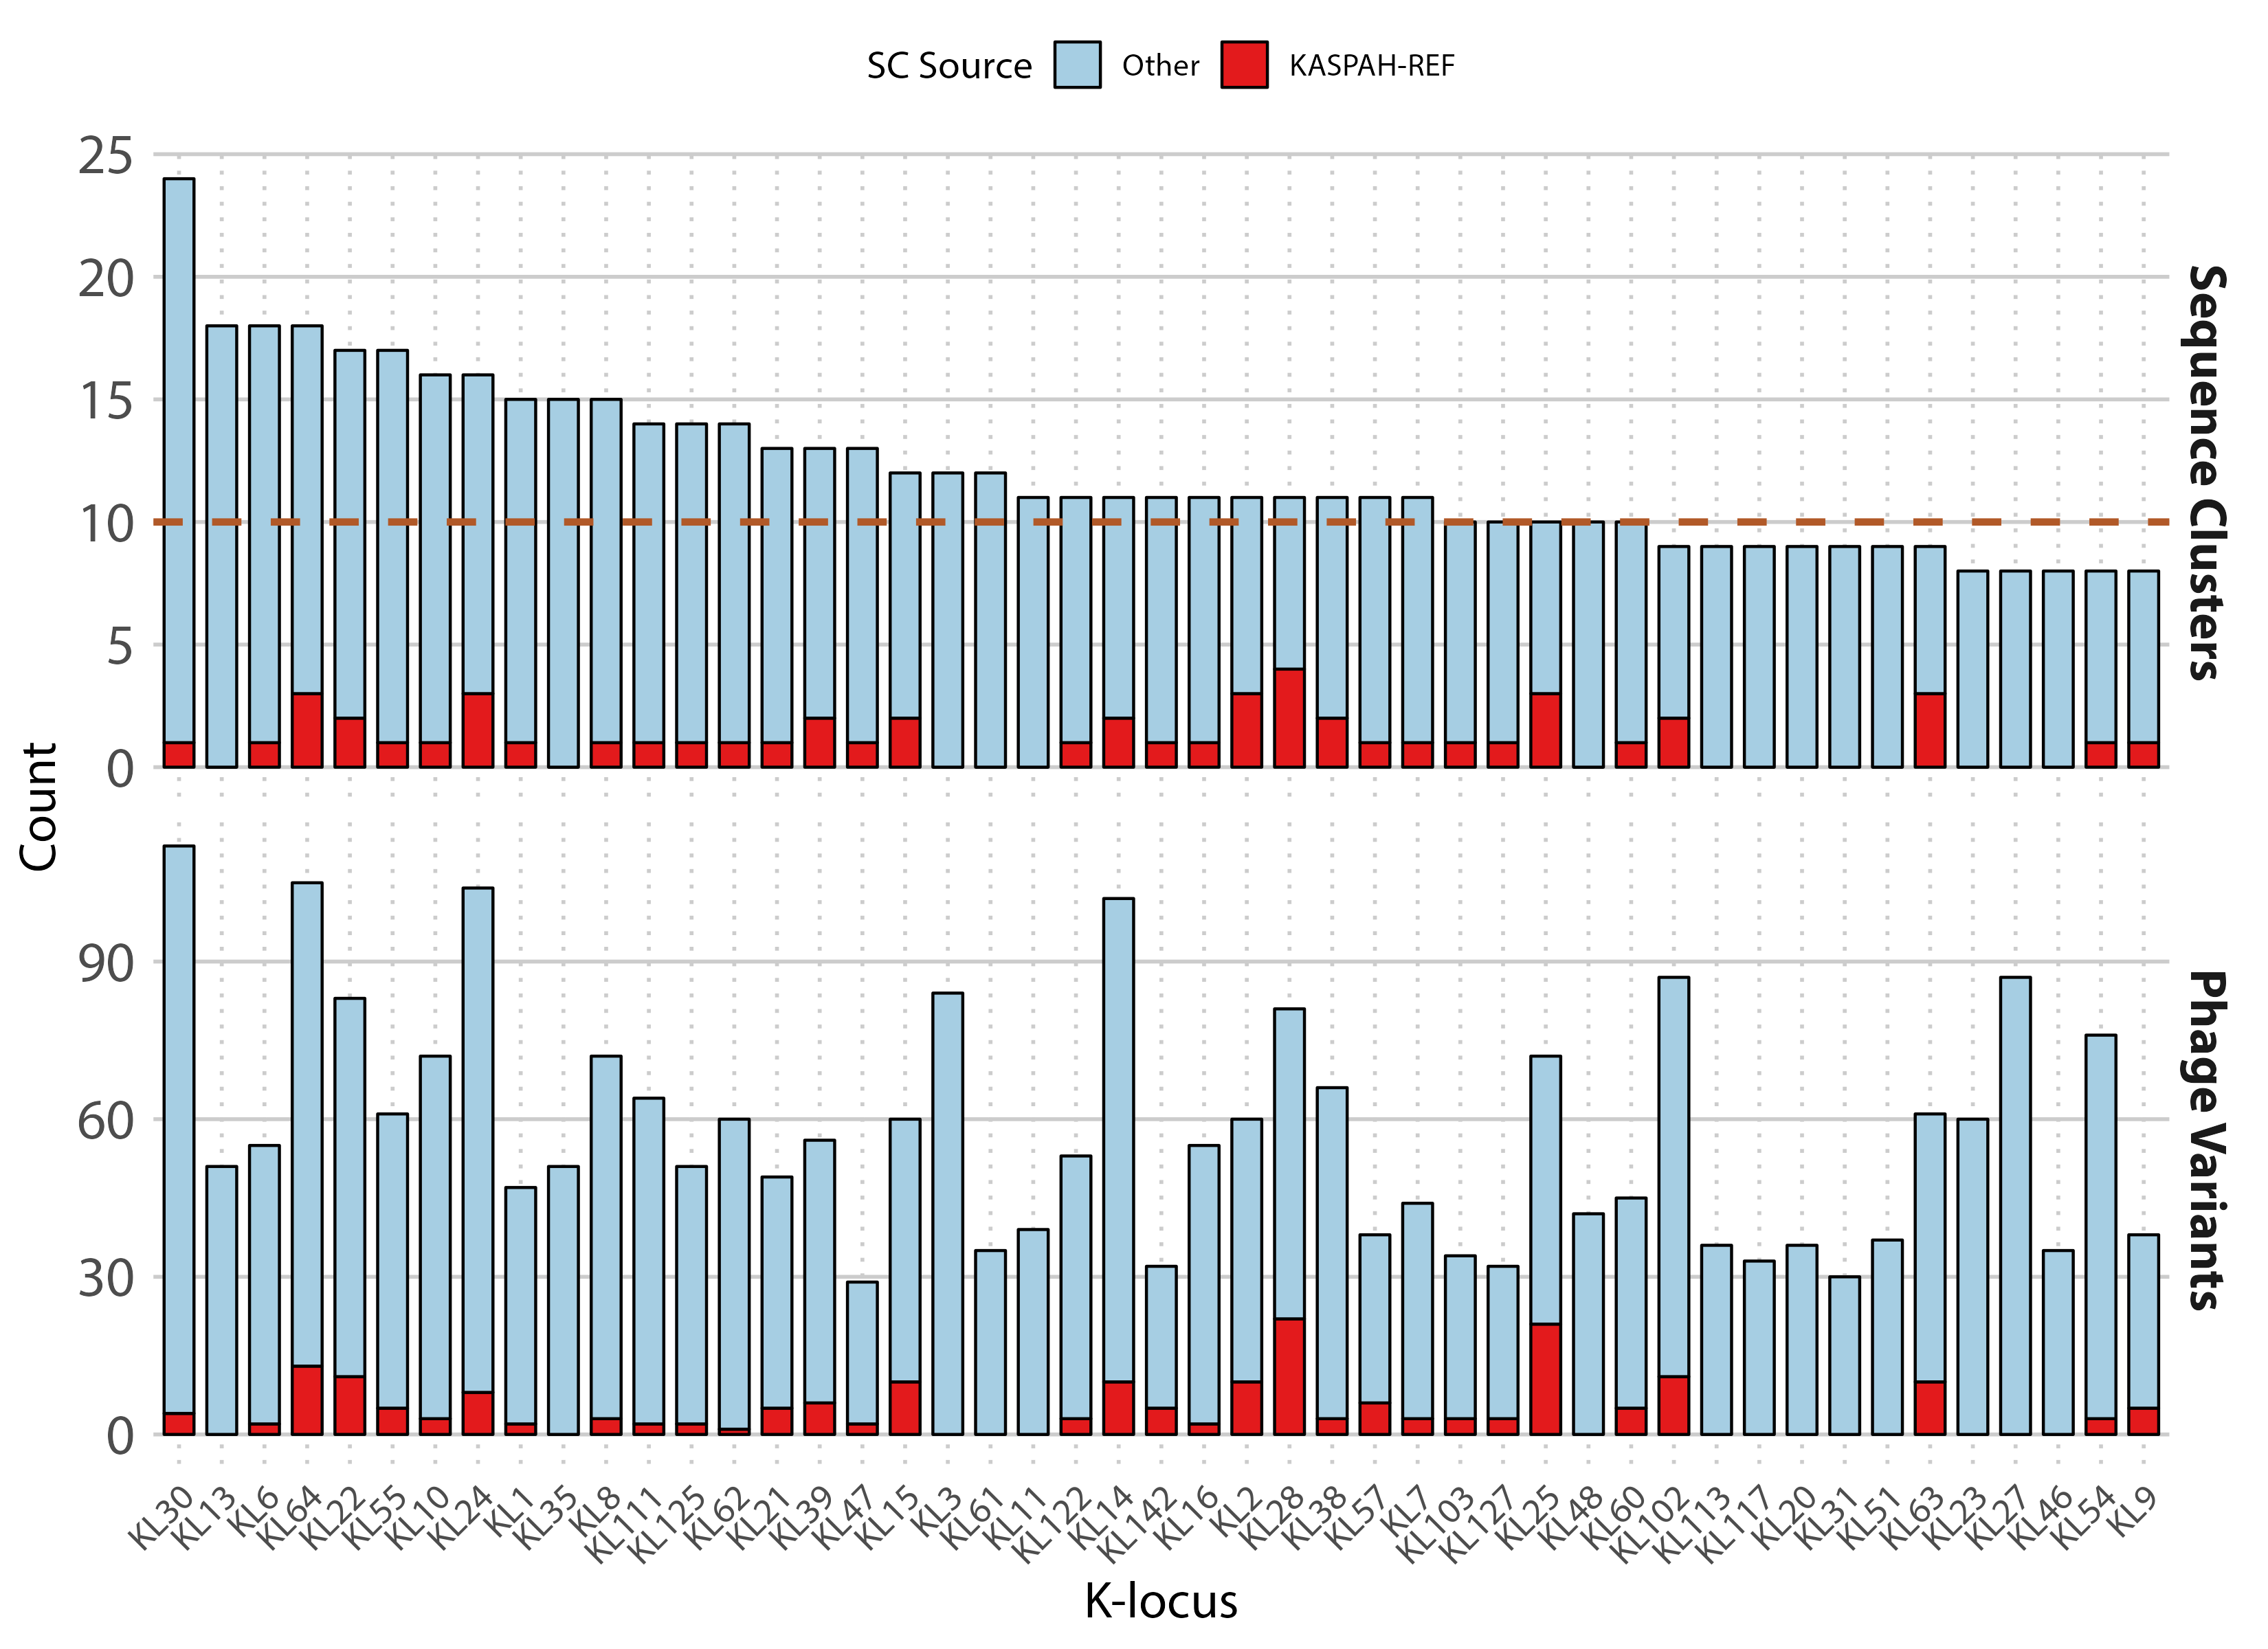 SC Source Other KASPAH-REF
25
20
15
10
5
0
Sequence Clusters
Count
90
60
30
0
Phage Variants
KL30 KL13 KL6 KL64 KL22 KL55 KL10 KL24 KL1 KL35 KL8 KL111 KL125 KL62 KL21 KL39 KL47 KL15 KL3 KL61 KL11 KL122 KL14 KL142 KL16 KL2 KL28 KL38 KL57 KL7 KL103 KL127 KL25 KL48 KL60 KL102 KL113 KL117 KL20 KL31 KL51 KL63 KL23 KL27 KL46 KL54 KL9
K-locus